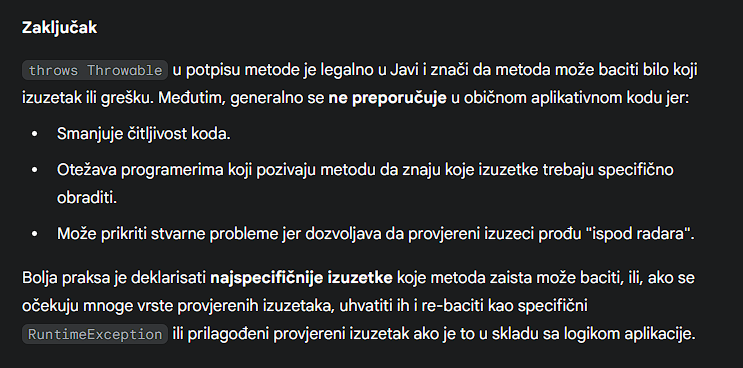 Zaključak
throws Throwable u potpisu metode je legalno u Javi i znači da metoda može baciti bilo koji
izuzetak ili grešku. Međutim, generalno se ne preporučuje u običnom aplikativnom kodu jer:
• Smanjuje čitljivost koda.
• Otežava programerima koji pozivaju metodu da znaju koje izuzetke trebaju specifično
obraditi.
• Može prikriti stvarne probleme jer dozvoljava da provjereni izuzeci prođu "ispod radara".
Bolja praksa je deklarisati najspecifičnije izuzetke koje metoda zaista može baciti, ili, ako se
očekuju mnoge vrste provjerenih izuzetaka, uhvatiti ih i re-baciti kao specifični
RuntimeException ili prilagođeni provjereni izuzetak ako je to u skladu sa logikom aplikacije.